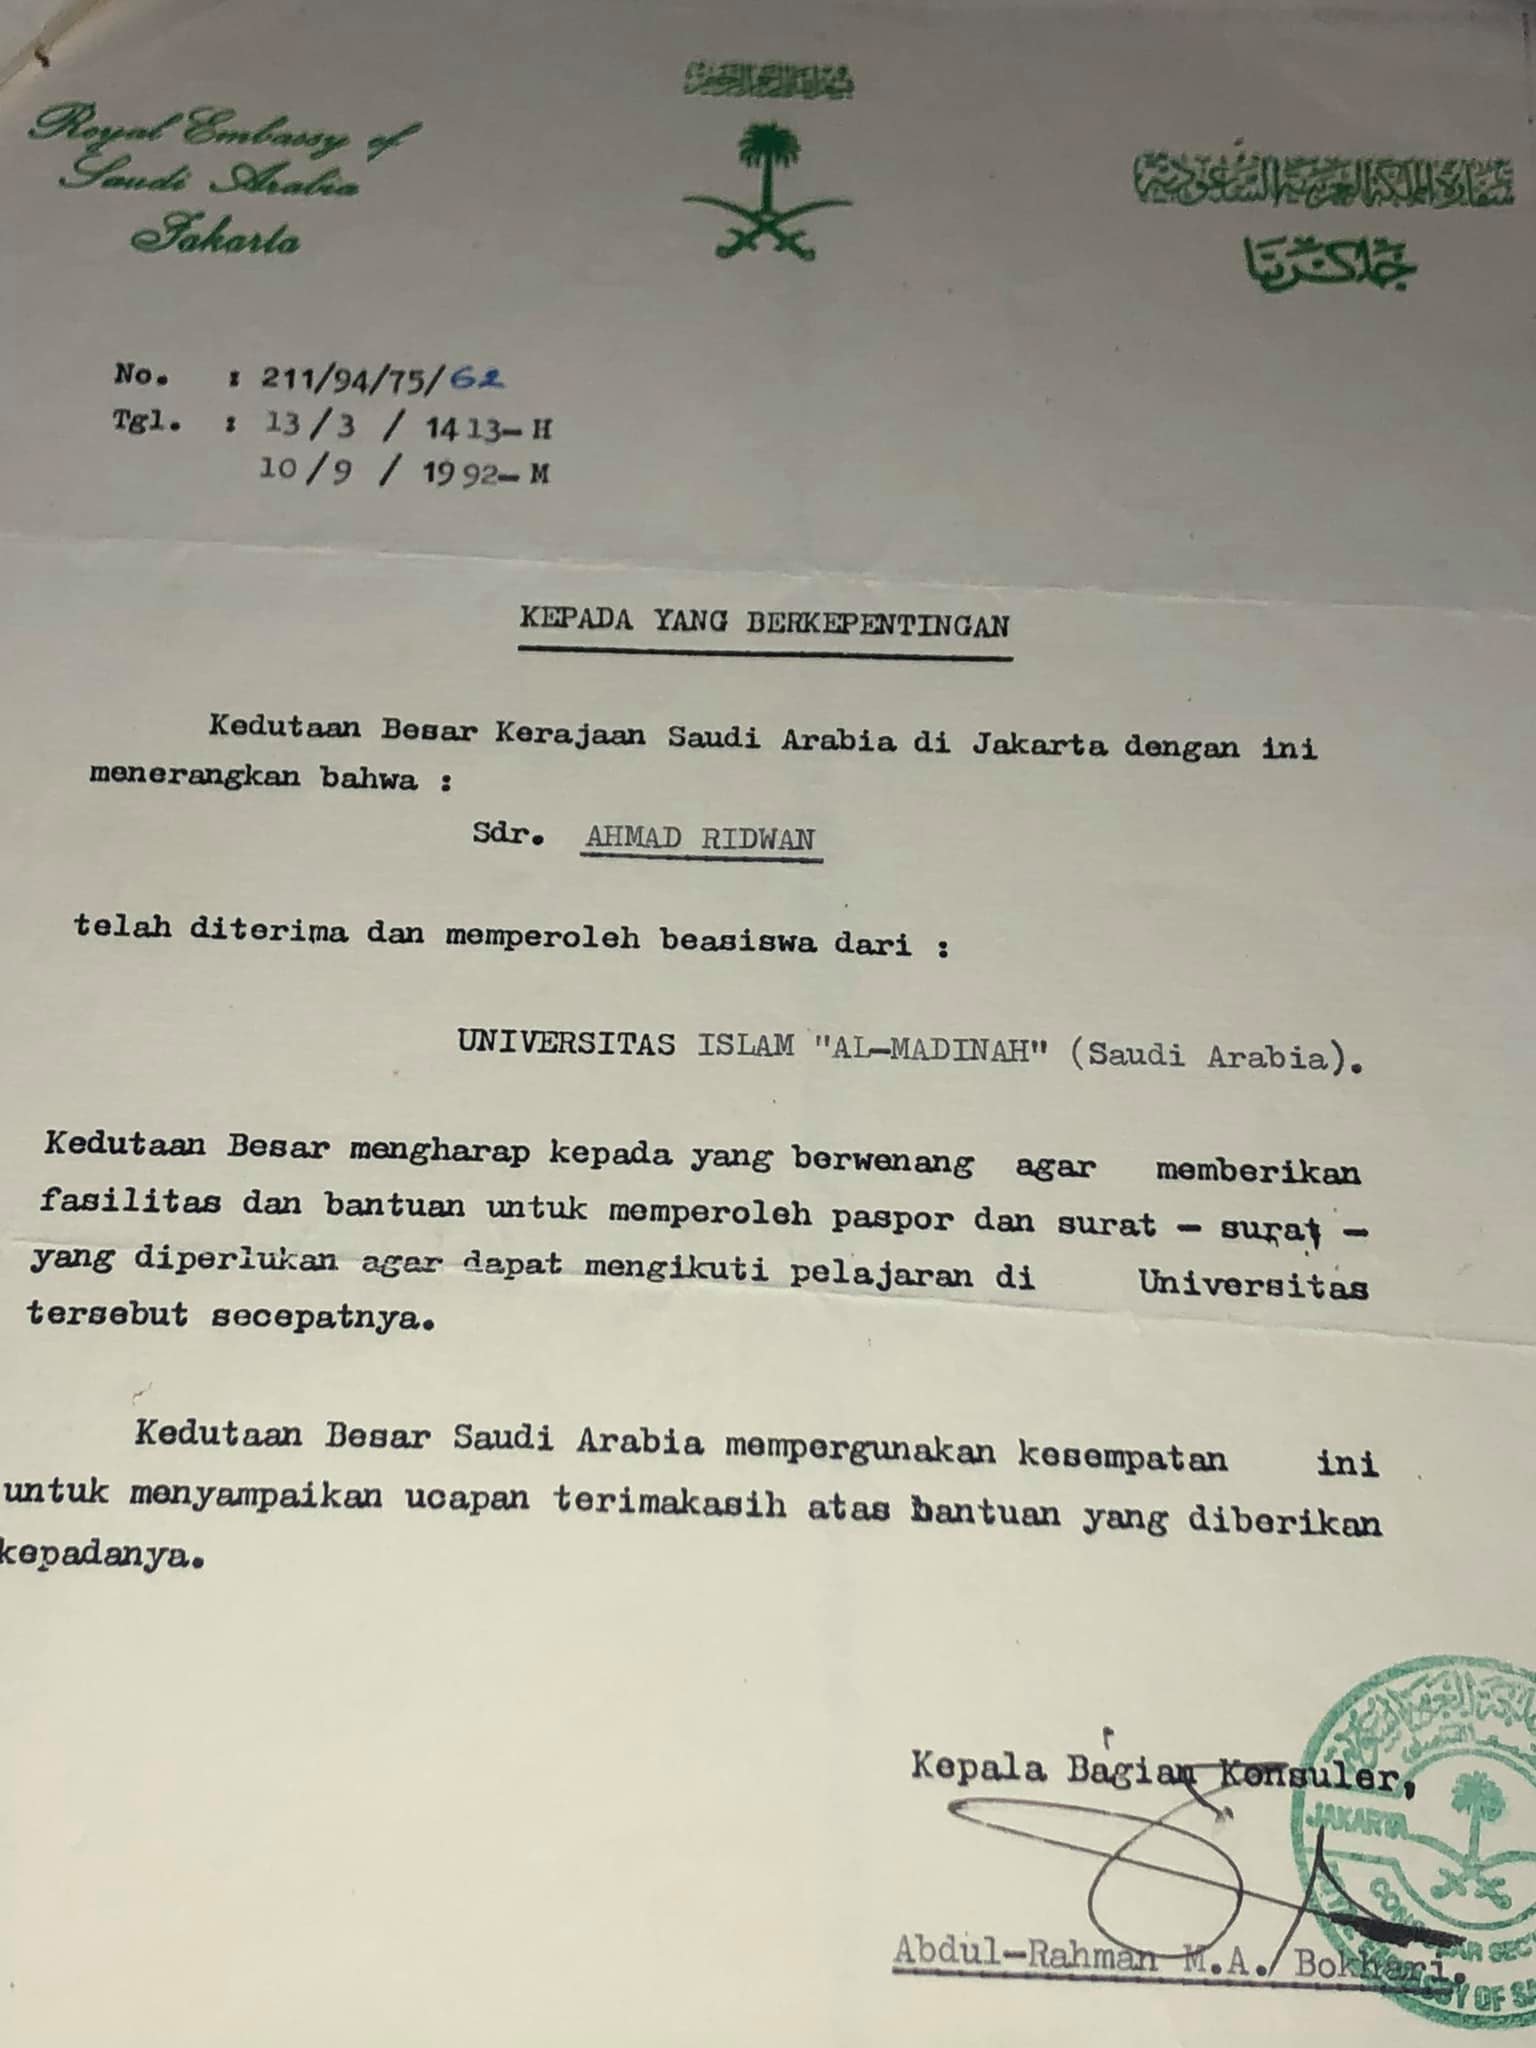 Royal Embassy of
Saudi Arabia
Jakarta
سفارة المملكة العربية السعودية
جاكرتا
No. : 211/94/75/62
Tgl. : 13/3 / 1413-H
10/9 / 1992-M
KEPADA YANG BERKEPENTINGAN
Kedutaan Besar Kerajaan Saudi Arabia di Jakarta dengan ini
menerangkan bahwa :
Sdr. AHMAD RIDWAN
telah diterima dan memperoleh beasiswa dari :
UNIVERSITAS ISLAM "AL-MADINAH" (Saudi Arabia).
Kedutaan Besar mengharap kepada yang berwenang agar memberikan
fasilitas dan bantuan untuk memperoleh paspor dan surat - surat -
yang diperlukan agar dapat mengikuti pelajaran di Universitas
tersebut secepatnya.
Kedutaan Besar Saudi Arabia mempergunakan kesempatan ini
untuk menyampaikan ucapan terimakasih atas bantuan yang diberikan
kepadanya.
Kepala Bagian Konsuler,
JAKARTA
Abdul-Rahman M.A. Bokhari.